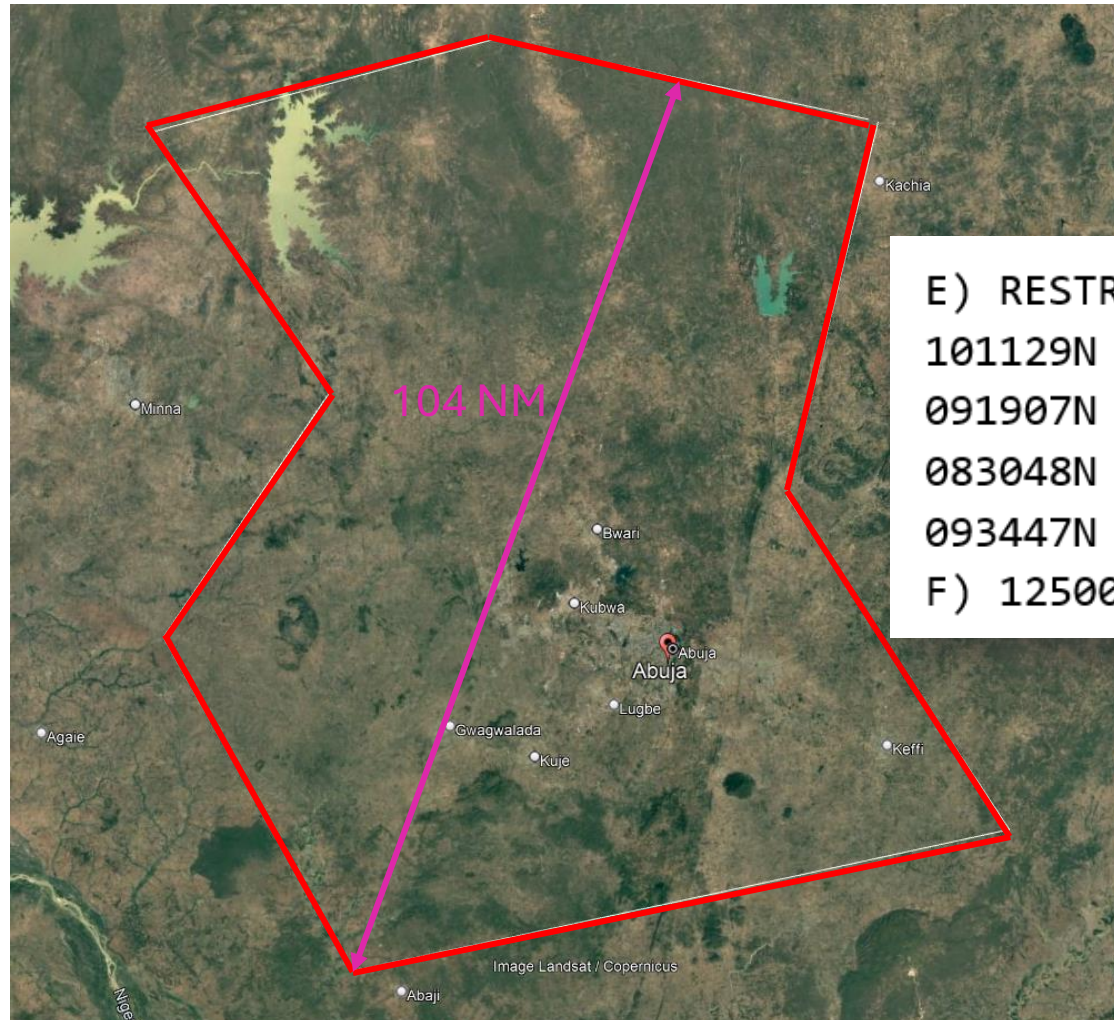 Kachia
E) RESTR
101129N
091907N
083048N
093447N
F) 12500
104 NM
Minna
Bwari
Kubwa
Abuja
Abuja
Lugbe
Gwagwalada
Agaie
Kuje
Keffi
Image Landsat / Copernicus
Abaji
Nige